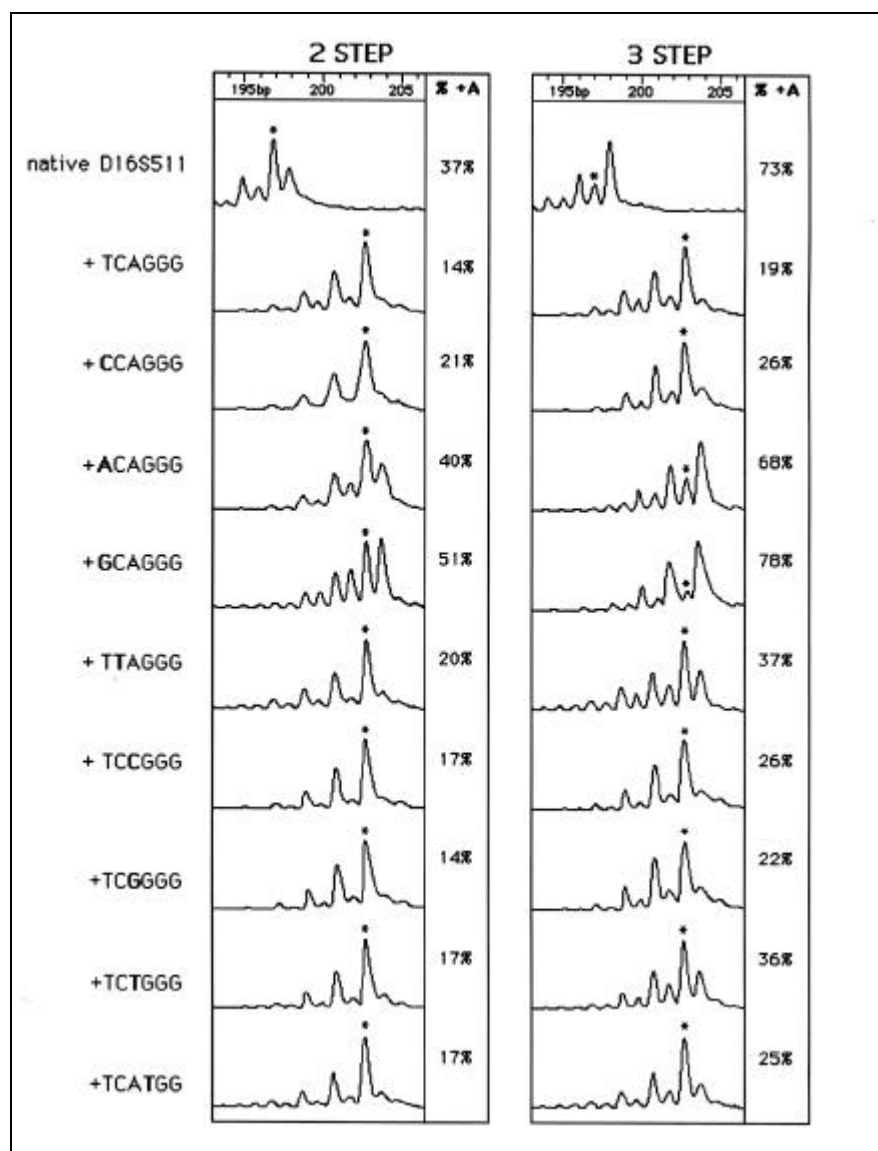 2 STEP 3 STEP
195bp 200 205 % +A 195bp 200 205 % +A
native D16S511 37% 73%
+ TCAGGG 14% 19%
+ CCAGGG 21% 26%
+ACAGGG 40% 68%
+GCAGGG 51% 78%
+ TTAGGG 20% 37%
+ TCCGGG 17% 26%
+TCGGGG 14% 22%
+TCTGGG 17% 36%
+TCATGG 17% 25%